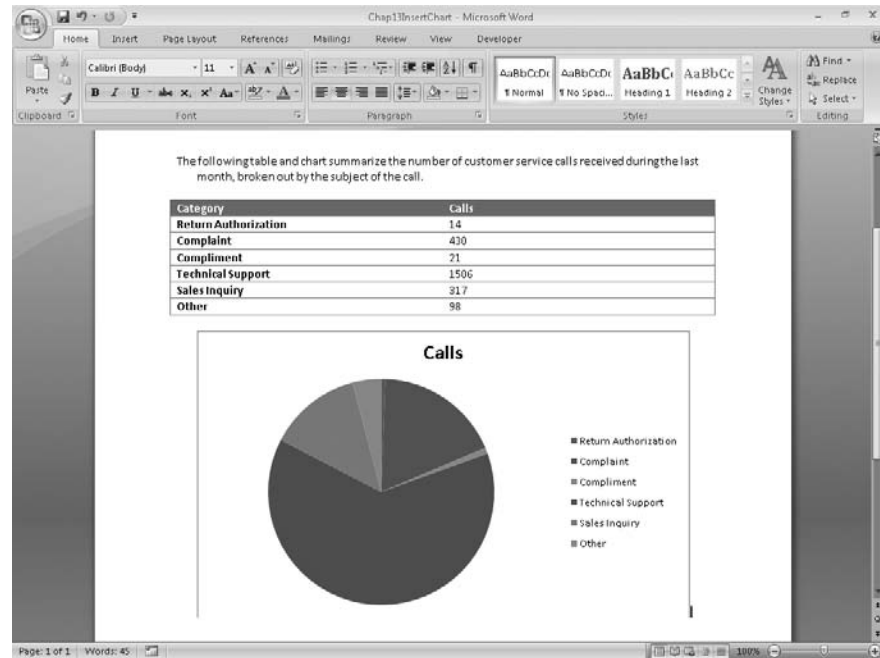 Chap13InsertChart - Microsoft Word
Home Insert Page Layout References Mailings Review View Developer
Calibri (Body) 11
Paste
B I U abc x, x' Aa A
AaBbCcDc AaBbCcDc AaBbC AaBbCc
¶ Normal ¶ No Spaci... Heading 1 Heading 2
Change Styles
Find
Replace
Select
Clipboard Font Paragraph Styles Editing
The following table and chart summarize the number of customer service calls received during the last
month, broken out by the subject of the call.
Category Calls
Return Authorization 14
Complaint 430
Compliment 21
Technical Support 1506
Sales Inquiry 317
Other 98
Calls
Return Authorization
Complaint
Compliment
Technical Support
Sales Inquiry
Other
Page: 1 of 1 Words: 45 100%